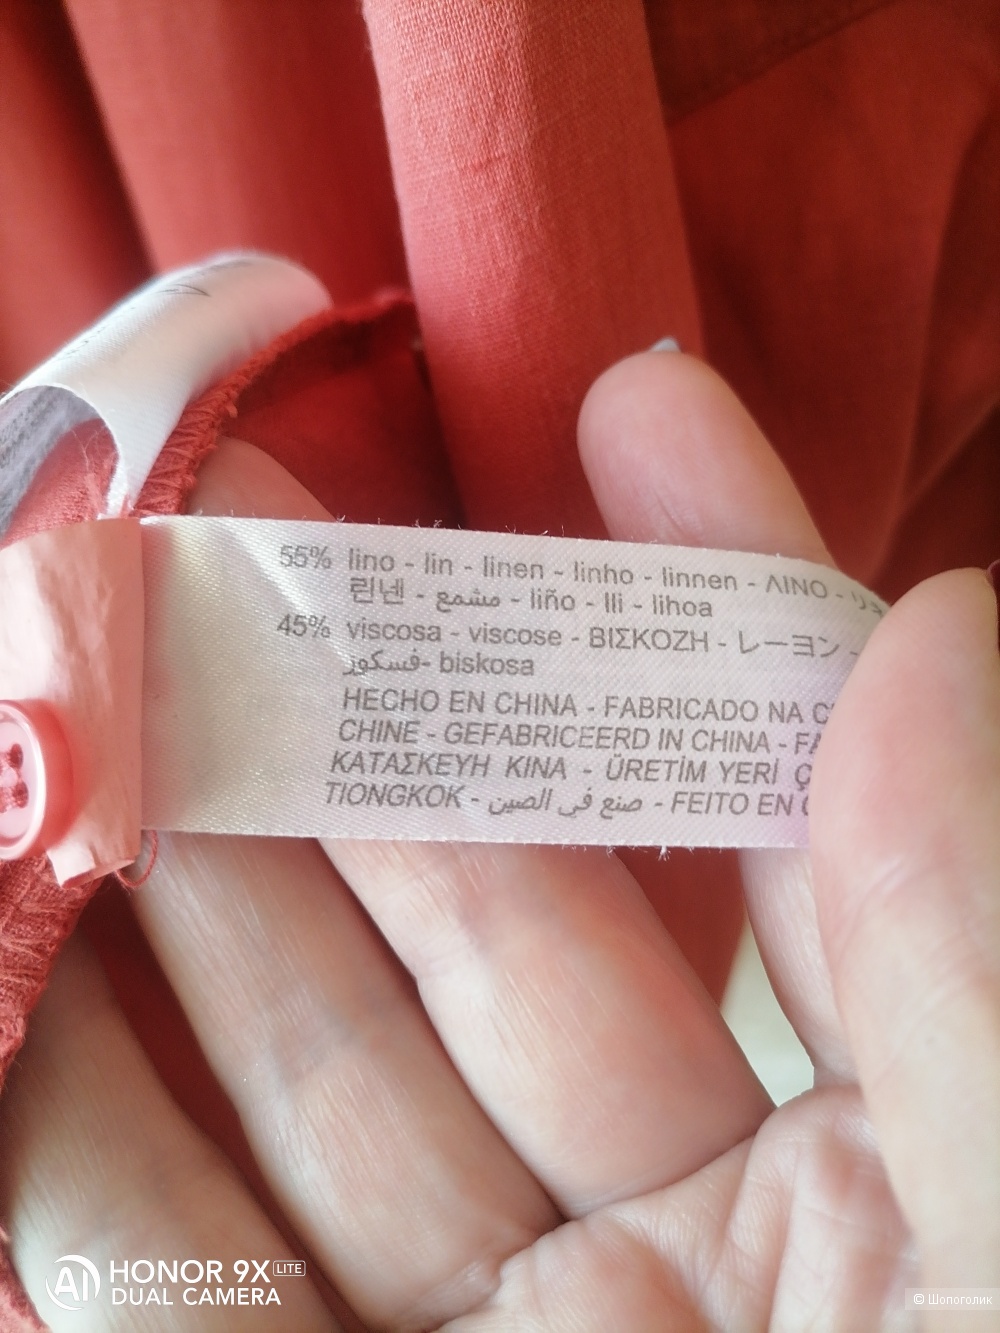 55% lino - lin - linen - linho - linnen - ΛΙΝΟ -
린넨 - مشمع - liño - lli - lihoa
45% viscosa - viscose - ΒΙΣΚΟΖΗ - レーヨン -
فسكوز- biskosa
HECHO EN CHINA - FABRICADO NA
CHINE - GEFABRICEERD IN CHINA -
ΚΑΤΑΣΚΕΥΗ ΚΙΝΑ - ÜRETİM YERİ
TIONGKOK - صنع في الصين - FEITO EN
HONOR 9X LITE
DUAL CAMERA
© Шопоголик